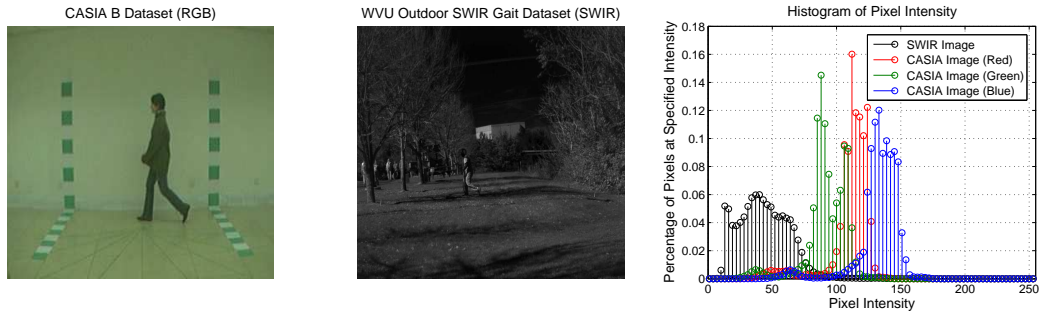 CASIA B Dataset (RGB)
WVU Outdoor SWIR Gait Dataset (SWIR)
Histogram of Pixel Intensity
Percentage of Pixels at Specified Intensity
0.18
0.16
0.14
0.12
0.1
0.08
0.06
0.04
0.02
0
SWIR Image
CASIA Image (Red)
CASIA Image (Green)
CASIA Image (Blue)
0 50 100 150 200 250
Pixel Intensity